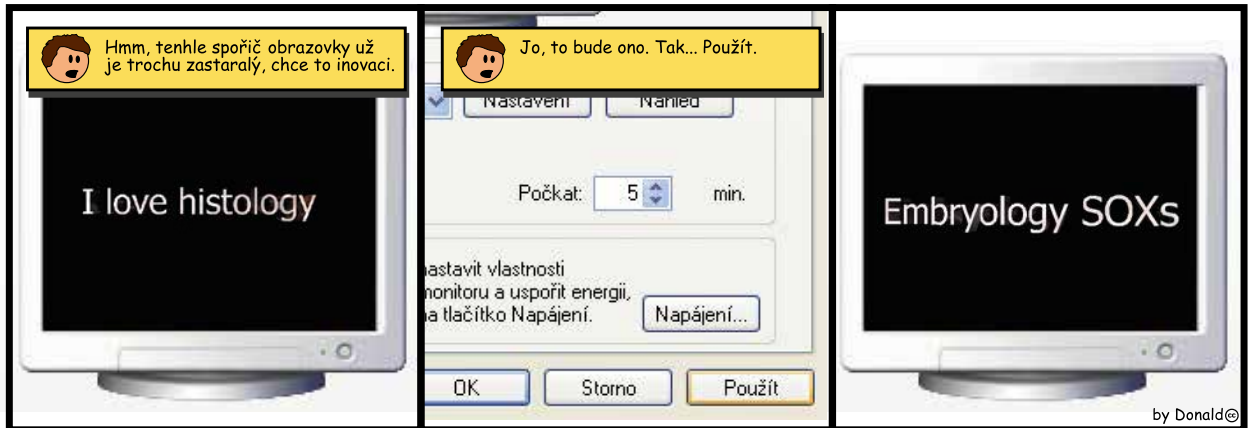 Hmm, tenhle spořič obrazovky už
je trochu zastaralý, chce to inovaci.
I love histology
Jo, to bude ono. Tak... Použít.
Nastavení
Náhled
Počkat: 5 min.
nastavit vlastnosti
monitoru a uspořit energii,
na tlačítko Napájení.
Napájení...
OK Storno Použít
Embryology SOXs
by Donald